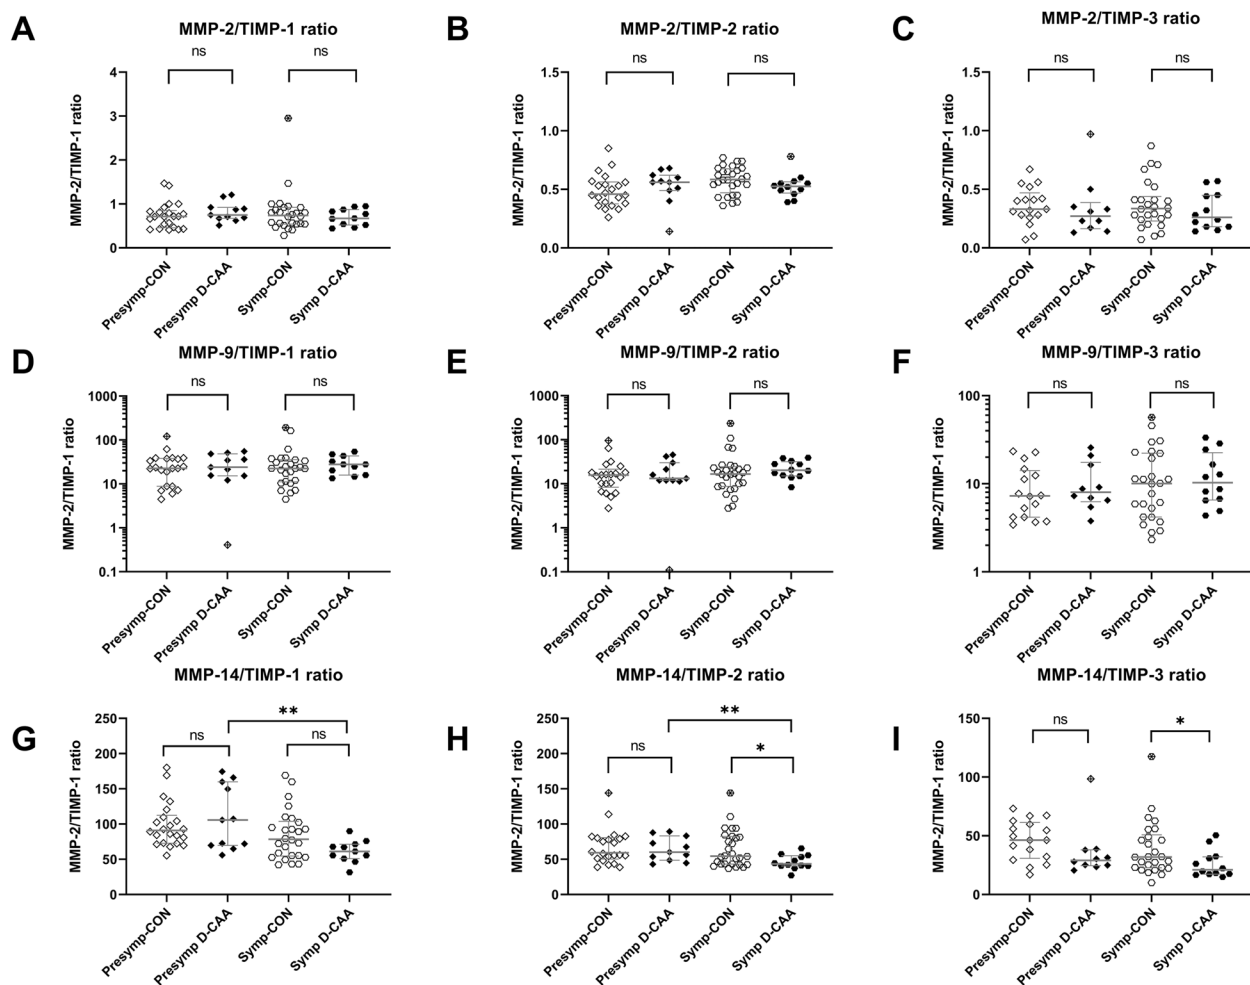 A
MMP-2/TIMP-1 ratio
ns
ns
MMP-2/TIMP-1 ratio
4
3
2
1
0
Presymp-CON
Presymp D-CAA
Symp-CON
Symp D-CAA
B
MMP-2/TIMP-2 ratio
ns
ns
MMP-2/TIMP-1 ratio
1.5
1.0
0.5
0.0
Presymp-CON
Presymp D-CAA
Symp-CON
Symp D-CAA
C
MMP-2/TIMP-3 ratio
ns
ns
MMP-2/TIMP-1 ratio
1.5
1.0
0.5
0.0
Presymp-CON
Presymp D-CAA
Symp-CON
Symp D-CAA
D
MMP-9/TIMP-1 ratio
ns
ns
MMP-2/TIMP-1 ratio
1000
100
10
1
0.1
Presymp-CON
Presymp D-CAA
Symp-CON
Symp D-CAA
E
MMP-9/TIMP-2 ratio
ns
ns
MMP-2/TIMP-1 ratio
1000
100
10
1
0.1
Presymp-CON
Presymp D-CAA
Symp-CON
Symp D-CAA
F
MMP-9/TIMP-3 ratio
ns
ns
MMP-2/TIMP-1 ratio
100
10
1
Presymp-CON
Presymp D-CAA
Symp-CON
Symp D-CAA
G
MMP-14/TIMP-1 ratio
**
ns
ns
MMP-2/TIMP-1 ratio
250
200
150
100
50
0
Presymp-CON
Presymp D-CAA
Symp-CON
Symp D-CAA
H
MMP-14/TIMP-2 ratio
**
ns
*
MMP-2/TIMP-1 ratio
250
200
150
100
50
0
Presymp-CON
Presymp D-CAA
Symp-CON
Symp D-CAA
I
MMP-14/TIMP-3 ratio
ns
*
MMP-2/TIMP-1 ratio
150
100
50
0
Presymp-CON
Presymp D-CAA
Symp-CON
Symp D-CAA